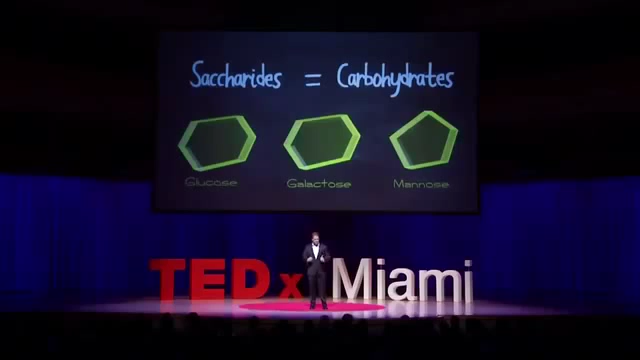 Saccharides = Carbohydrates
Glucose Galactose Mannose
TEDx Miami